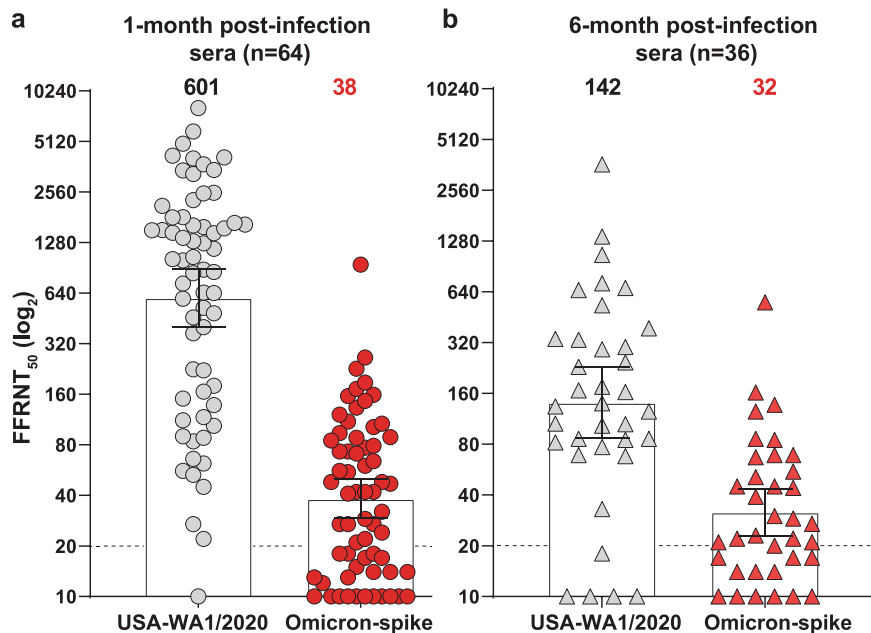 a
1-month post-infection
sera (n=64)
601
38
FFRNT50 (log2)
10240
5120
2560
1280
640
320
160
80
40
20
10
USA-WA1/2020
Omicron-spike
b
6-month post-infection
sera (n=36)
142
32
10240
5120
2560
1280
640
320
160
80
40
20
10
USA-WA1/2020
Omicron-spike